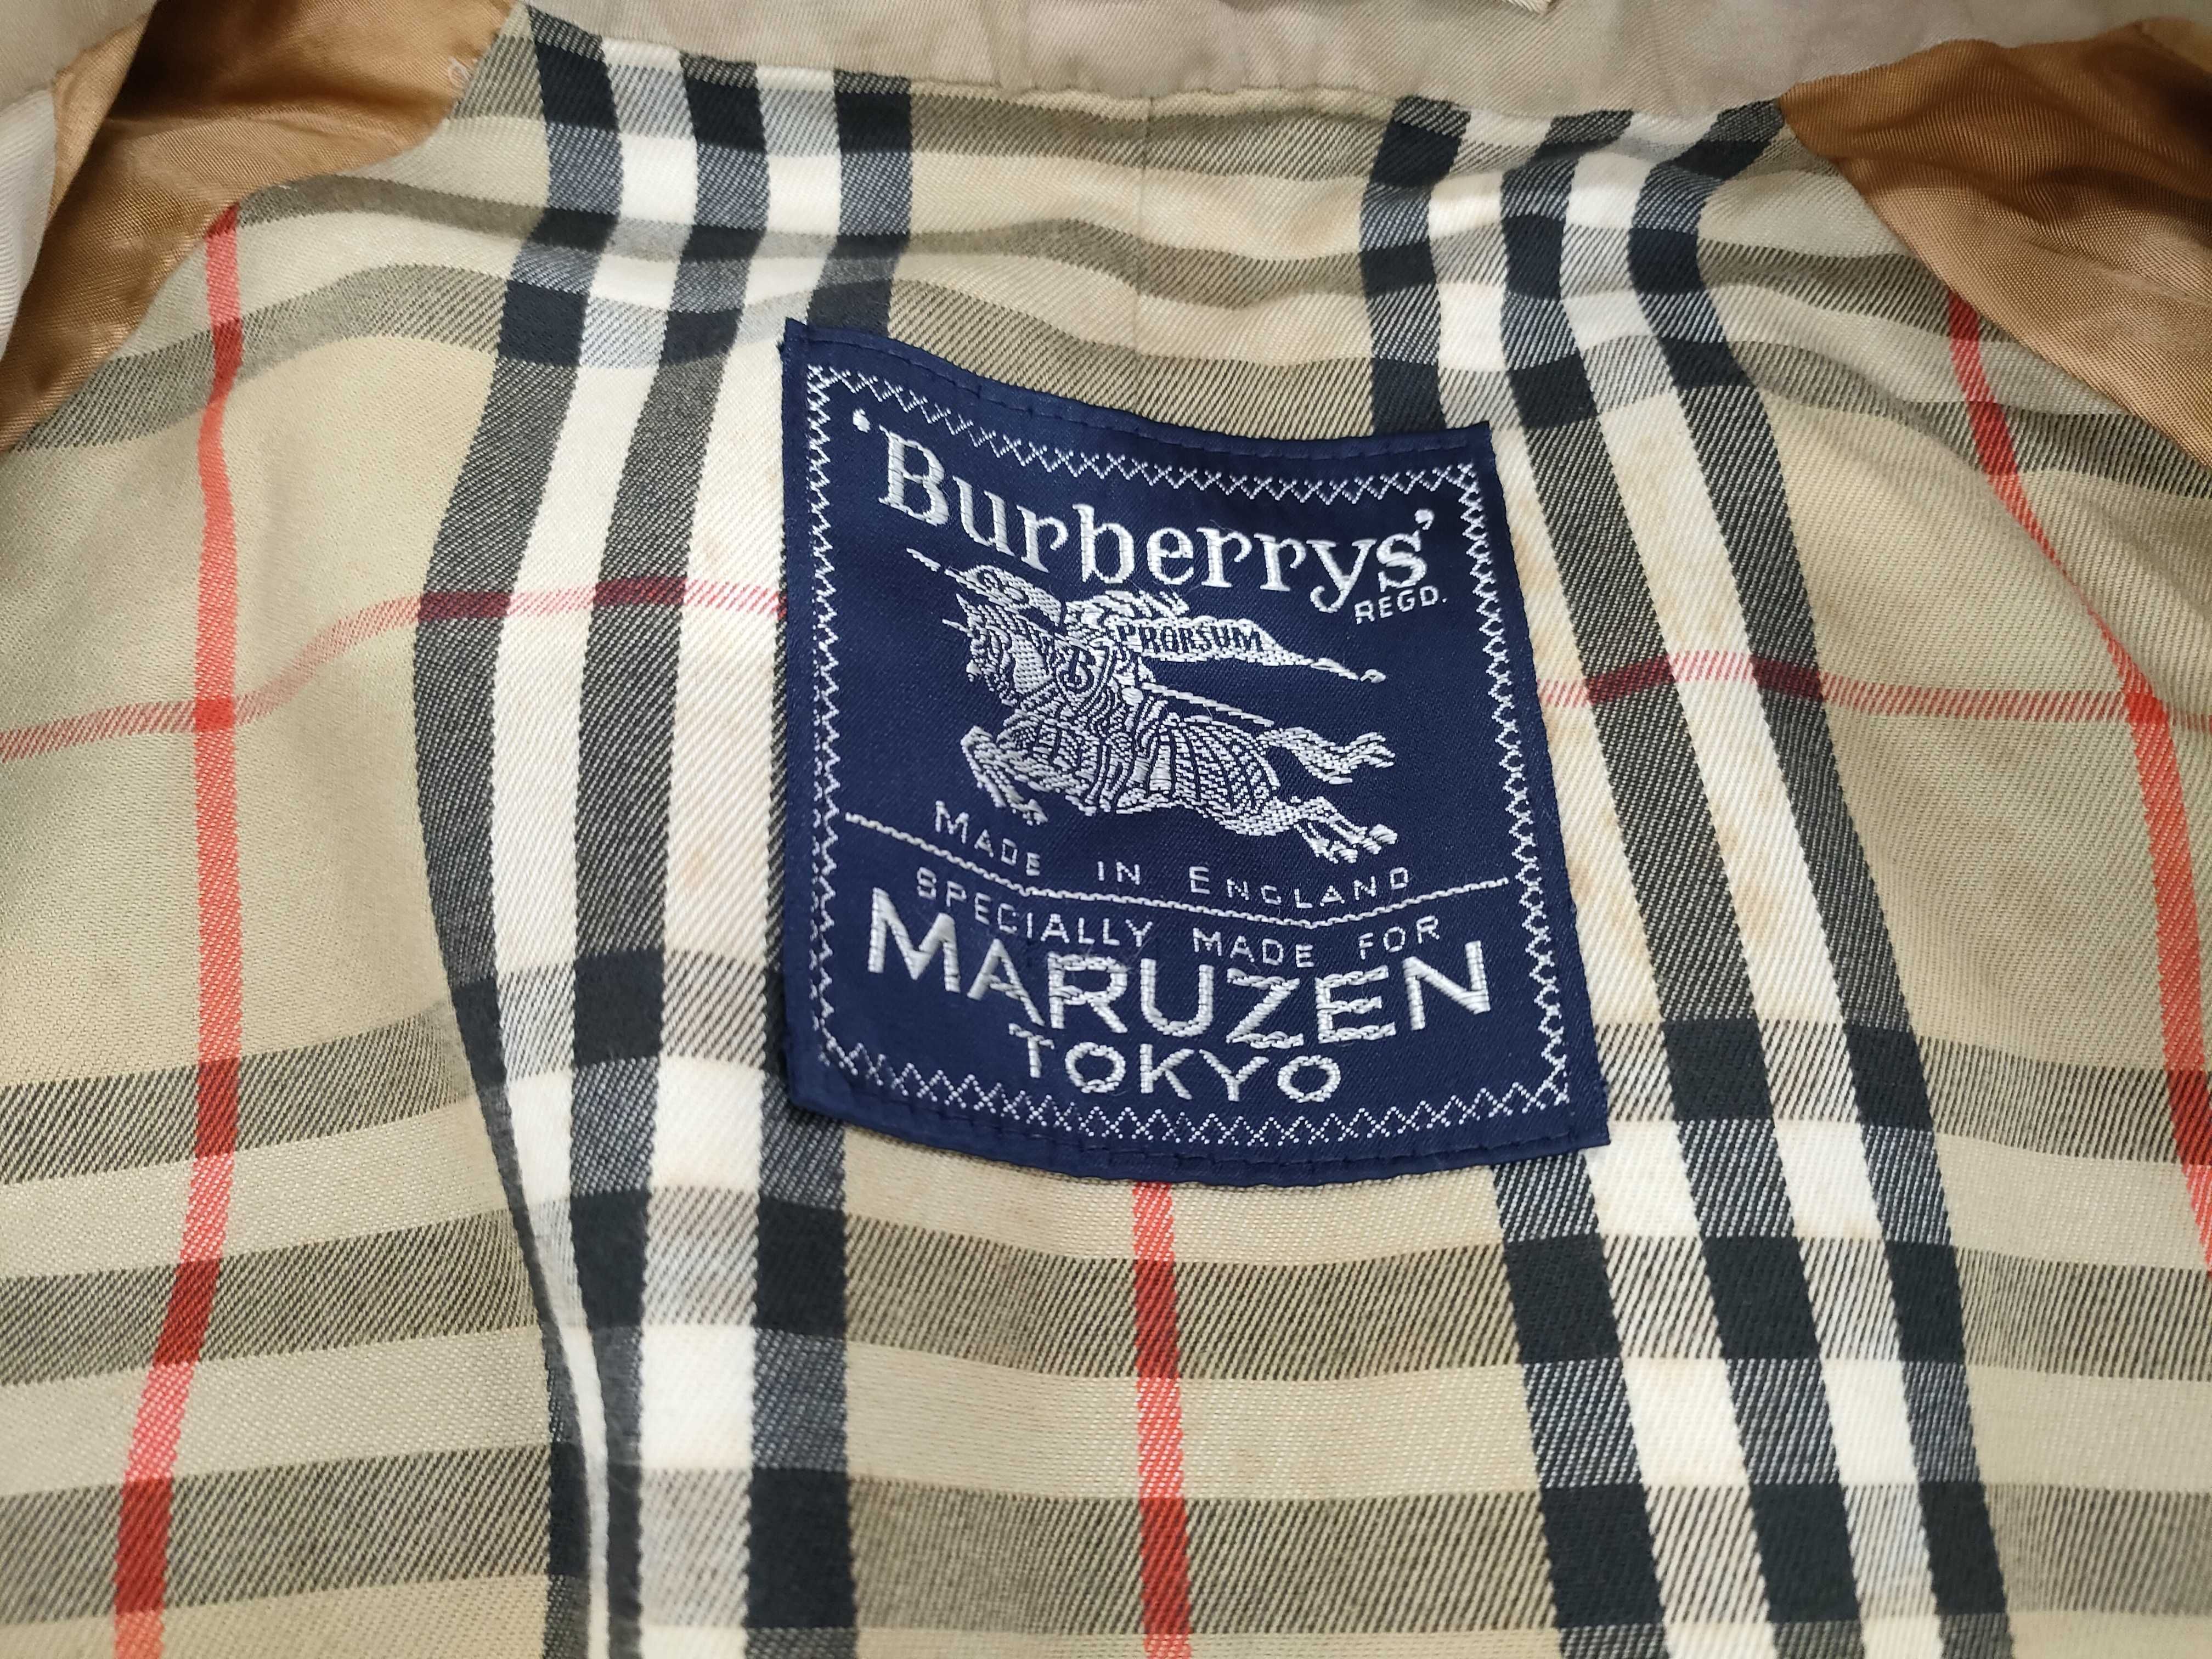 'Burberrys'
REGD.
PRORSUM
B
MADE IN ENGLAND
SPECIALLY MADE FOR
MARUZEN
TOKYO